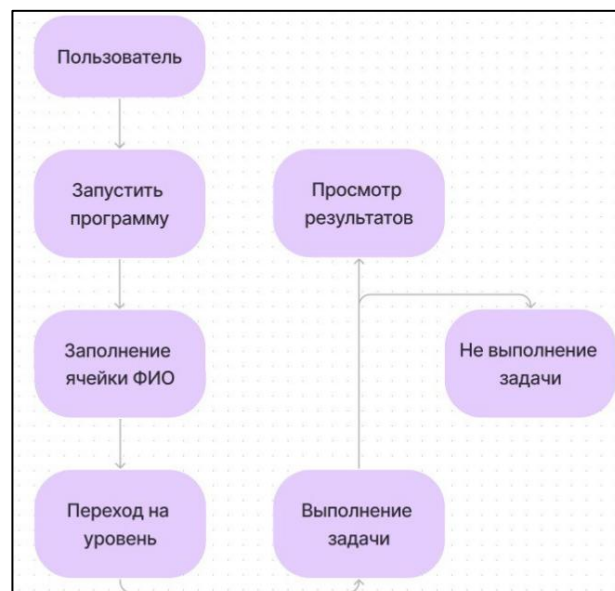 Пользователь
Запустить
программу
Заполнение
ячейки ФИО
Переход на
уровень
Выполнение
задачи
Просмотр
результатов
Не выполнение
задачи